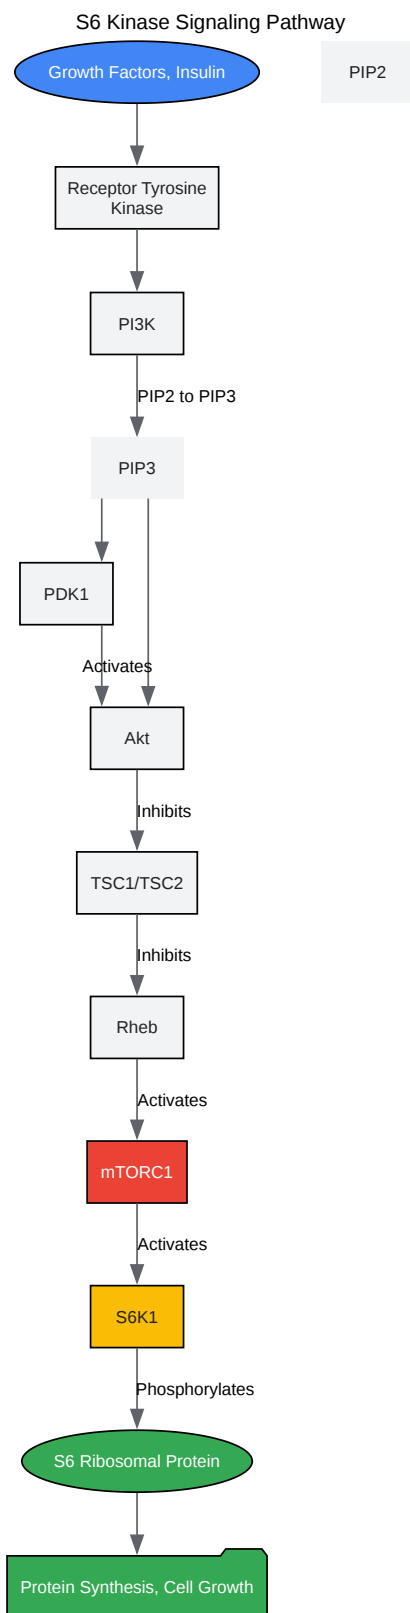 S6 Kinase Signaling Pathway
Growth Factors, Insulin
PIP2
Receptor Tyrosine
Kinase
PI3K
PIP2 to PIP3
PIP3
PDK1
Activates
Akt
Inhibits
TSC1/TSC2
Inhibits
Rheb
Activates
mTORC1
Activates
S6K1
Phosphorylates
S6 Ribosomal Protein
Protein Synthesis, Cell Growth